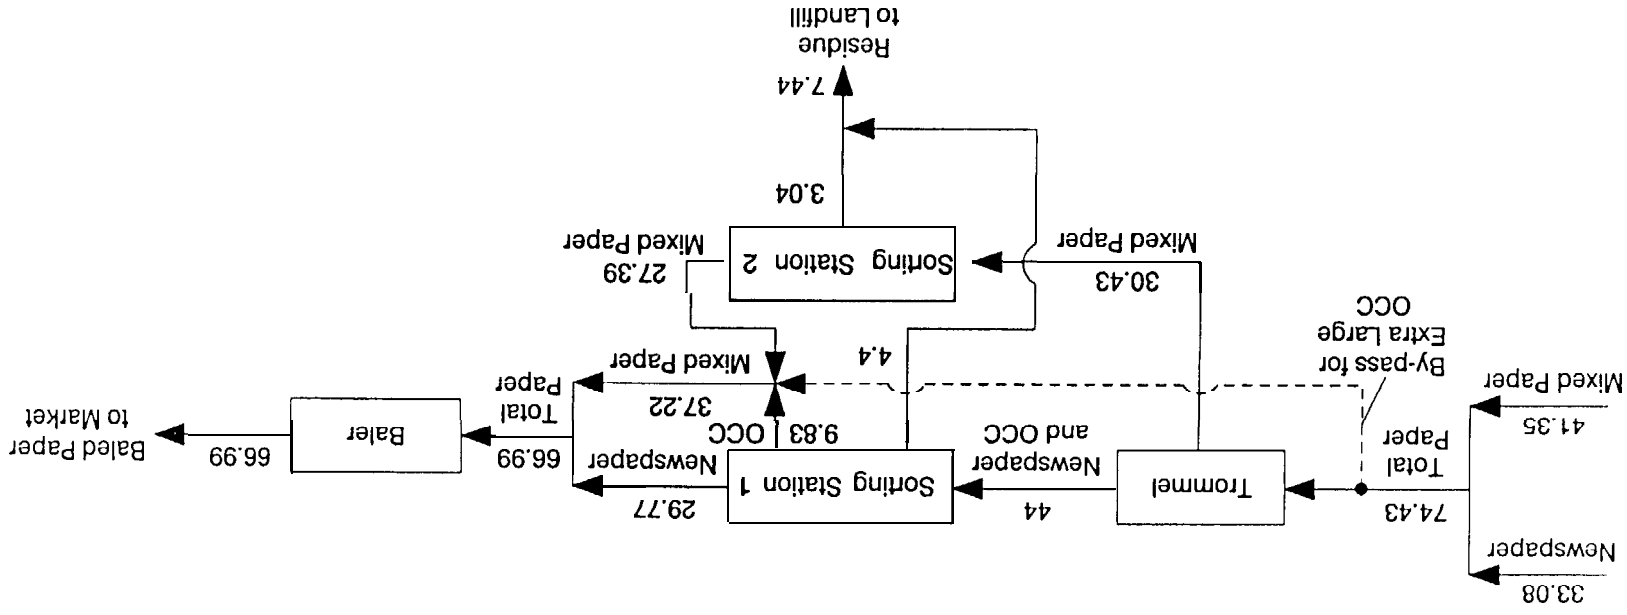 33.08
Newspaper
74.43
Total
Paper
41.35
Mixed Paper
By-pass for
Extra Large
OCC
Trommel
44
Newspaper
and OCC
30.43
Mixed Paper
Sorting Station 1
9.83
OCC
4.4
29.77
Newspaper
37.22
Mixed Paper
Sorting Station 2
27.39
Mixed Paper
3.04
7.44
Residue
to Landfill
66.99
Total
Paper
Baler
66.99
Baled Paper
to Market